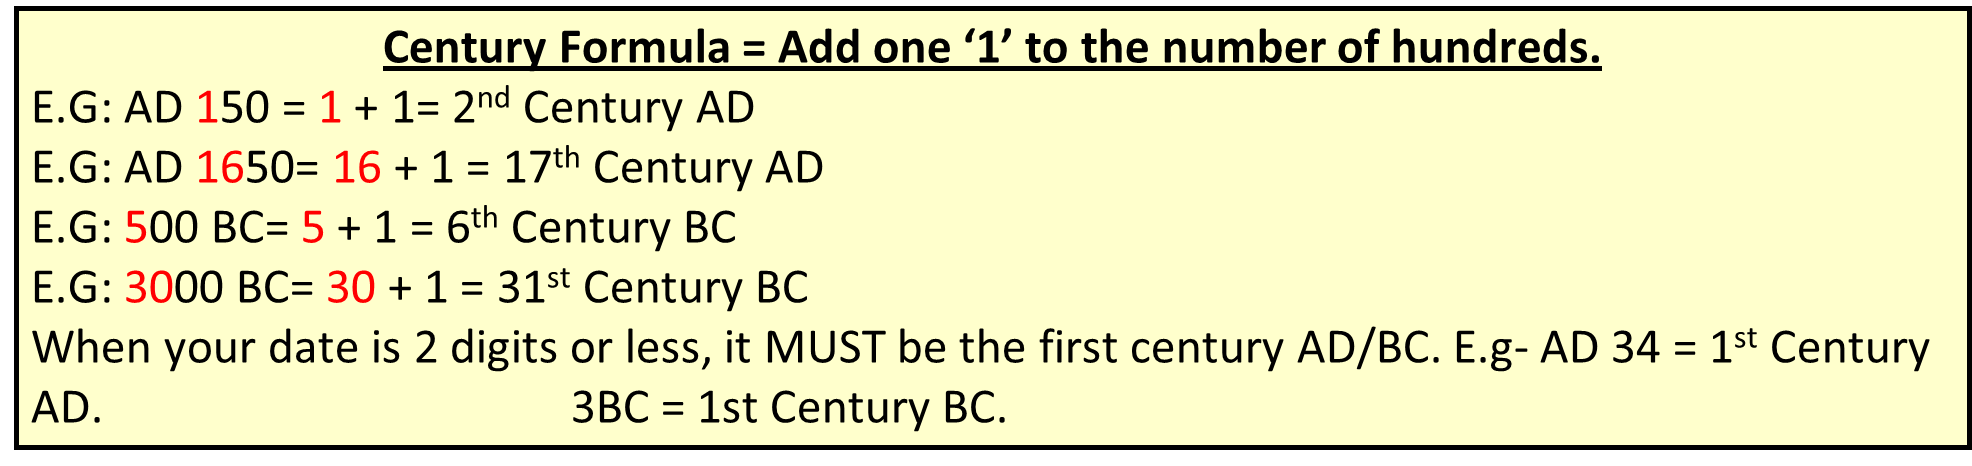 Century Formula = Add one ‘1’ to the number of hundreds.
E.G: AD 150 = 1 + 1= 2nd Century AD
E.G: AD 1650= 16 + 1 = 17th Century AD
E.G: 500 BC= 5 + 1 = 6th Century BC
E.G: 3000 BC= 30 + 1 = 31st Century BC
When your date is 2 digits or less, it MUST be the first century AD/BC. E.g- AD 34 = 1st Century
AD. 3BC = 1st Century BC.